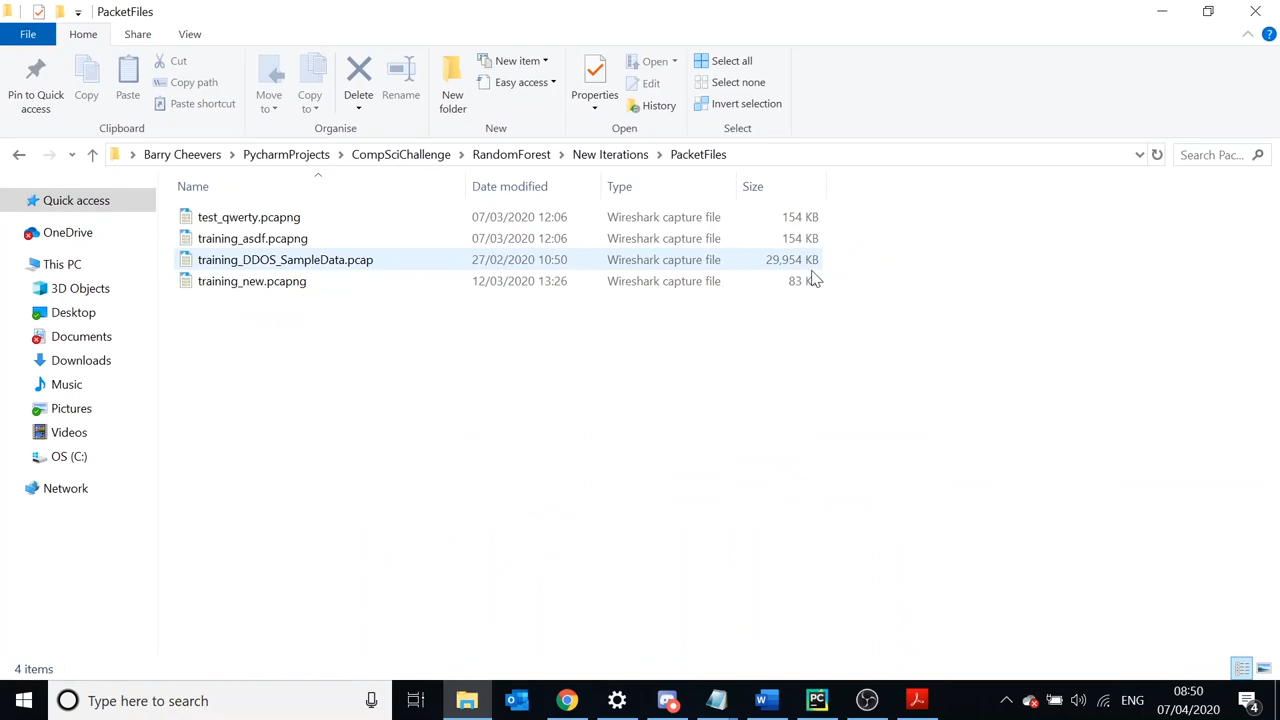 PacketFiles
File Home Share View
Pin to Quick access
Copy
Paste
Cut
Copy path
Paste shortcut
Clipboard
Move to
Copy to
Delete
Rename
Organise
New folder
New item
Easy access
New
Properties
Open
Edit
History
Open
Select all
Select none
Invert selection
Select
Barry Cheevers > PycharmProjects > CompSciChallenge > RandomForest > New Iterations > PacketFiles
Search Pac...
Name Date modified Type Size
test_qwerty.pcapng 07/03/2020 12:06 Wireshark capture file 154 KB
training_asdf.pcapng 07/03/2020 12:06 Wireshark capture file 154 KB
training_DDOS_SampleData.pcap 27/02/2020 10:50 Wireshark capture file 29,954 KB
training_new.pcapng 12/03/2020 13:26 Wireshark capture file 83
Quick access
OneDrive
This PC
3D Objects
Desktop
Documents
Downloads
Music
Pictures
Videos
OS (C:)
Network
4 items
Type here to search
ENG
08:50
07/04/2020
4